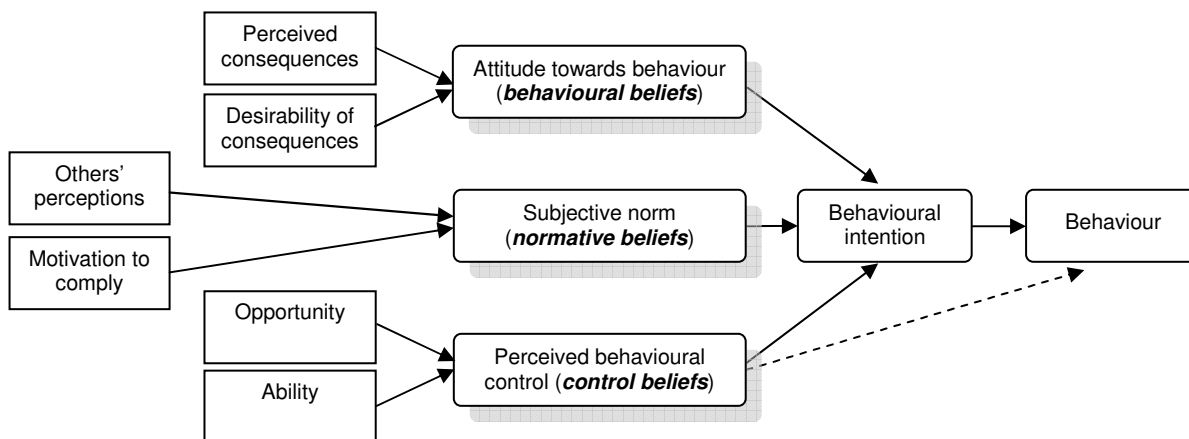 Perceived
consequences
Desirability of
consequences
Others’
perceptions
Motivation to
comply
Opportunity
Ability
Attitude towards behaviour
(behavioural beliefs)
Subjective norm
(normative beliefs)
Perceived behavioural
control (control beliefs)
Behavioural
intention
Behaviour